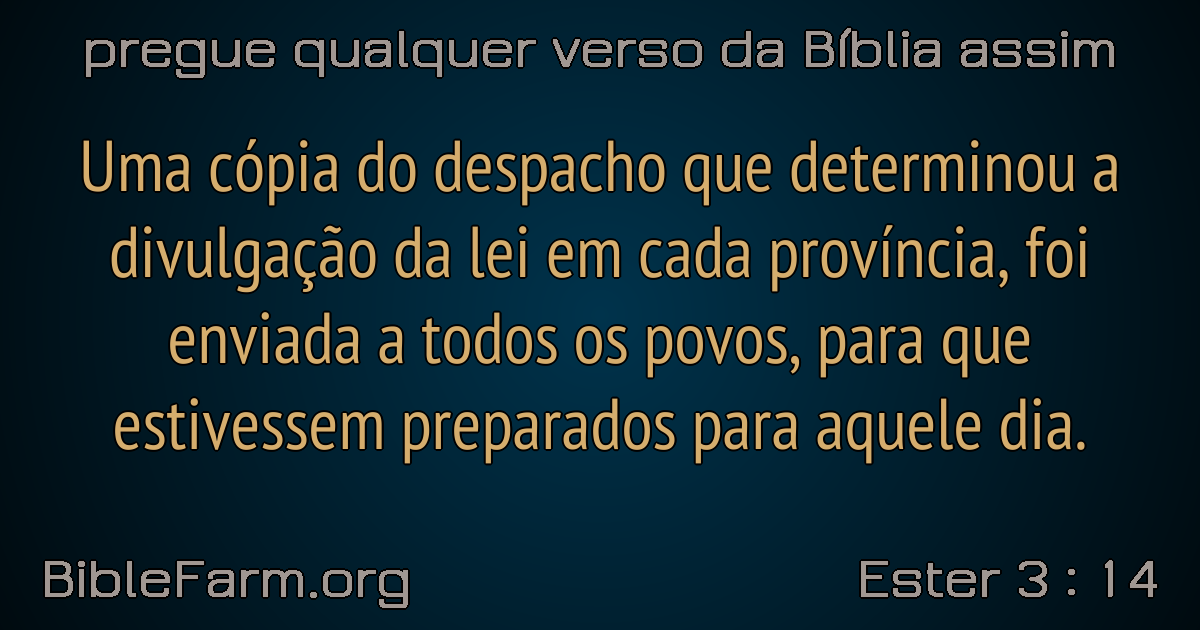 pregue qualquer verso da Bíblia assim
Uma cópia do despacho que determinou a
divulgação da lei em cada província, foi
enviada a todos os povos, para que
estivessem preparados para aquele dia.
BibleFarm.org
Ester 3 : 14